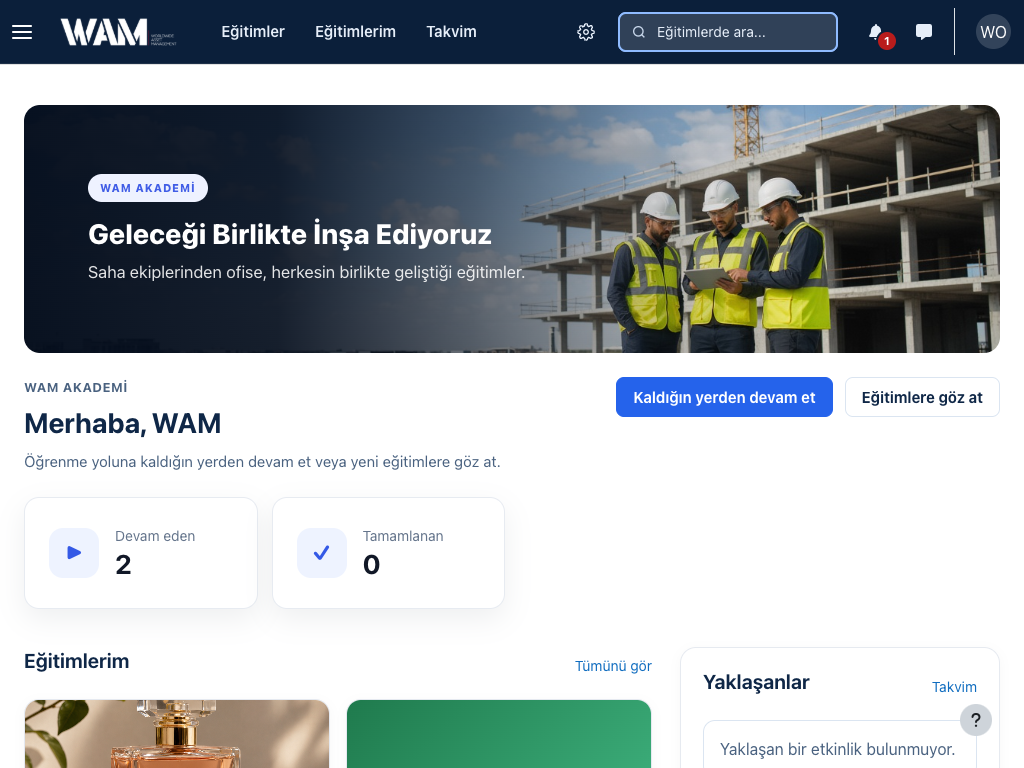 WAM WORLDWIDE ASSET MANAGEMENT
Eğitimler
Eğitimlerim
Takvim
Eğitimlerde ara...
1
WO
WAM AKADEMİ
Geleceği Birlikte İnşa Ediyoruz
Saha ekiplerinden ofise, herkesin birlikte geliştiği eğitimler.
WAM AKADEMİ
Merhaba, WAM
Öğrenme yoluna kaldığın yerden devam et veya yeni eğitimlere göz at.
Kaldığın yerden devam et
Eğitimlere göz at
Devam eden
2
Tamamlanan
0
Eğitimlerim
Tümünü gör
Yaklaşanlar
Takvim
Yaklaşan bir etkinlik bulunmuyor.
?